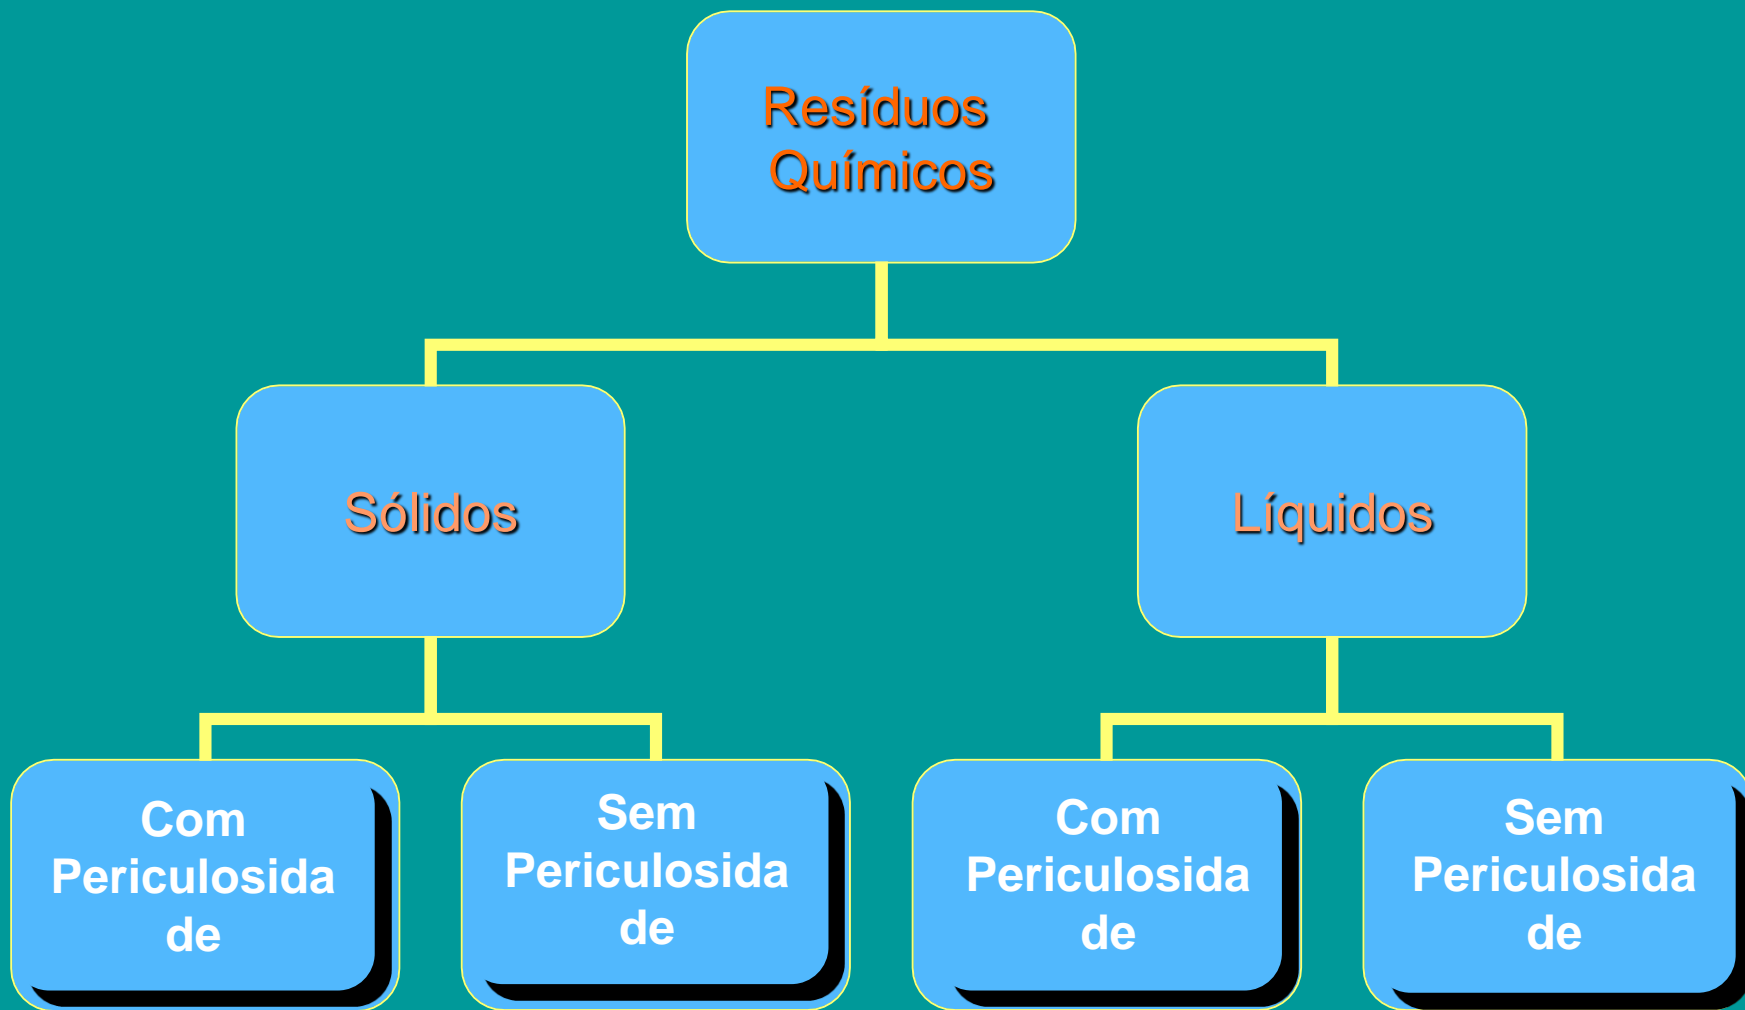 Resíduos
Químicos
Sólidos
Líquidos
Com
Periculosida
de
Sem
Periculosida
de
Com
Periculosida
de
Sem
Periculosida
de